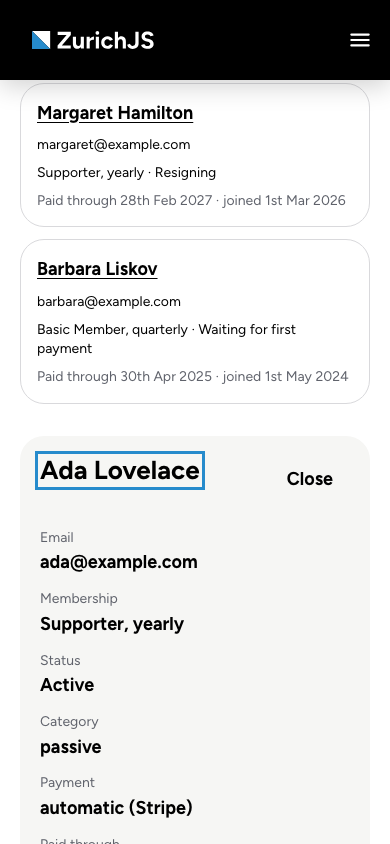 ZurichJS
Margaret Hamilton
margaret@example.com
Supporter, yearly · Resigning
Paid through 28th Feb 2027 · joined 1st Mar 2026
Barbara Liskov
barbara@example.com
Basic Member, quarterly · Waiting for first
payment
Paid through 30th Apr 2025 · joined 1st May 2024
Ada Lovelace
Close
Email
ada@example.com
Membership
Supporter, yearly
Status
Active
Category
passive
Payment
automatic (Stripe)
Paid through